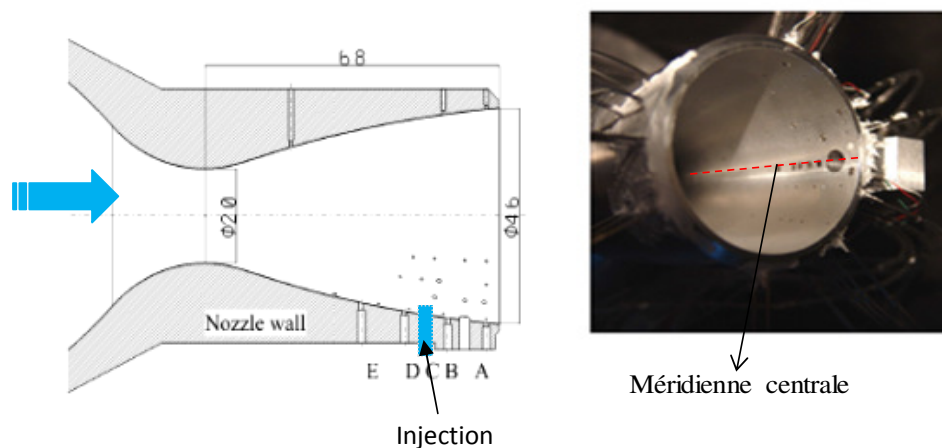 68
Φ20
Φ46
Nozzle wall
E D C B A
Injection
Méridienne centrale